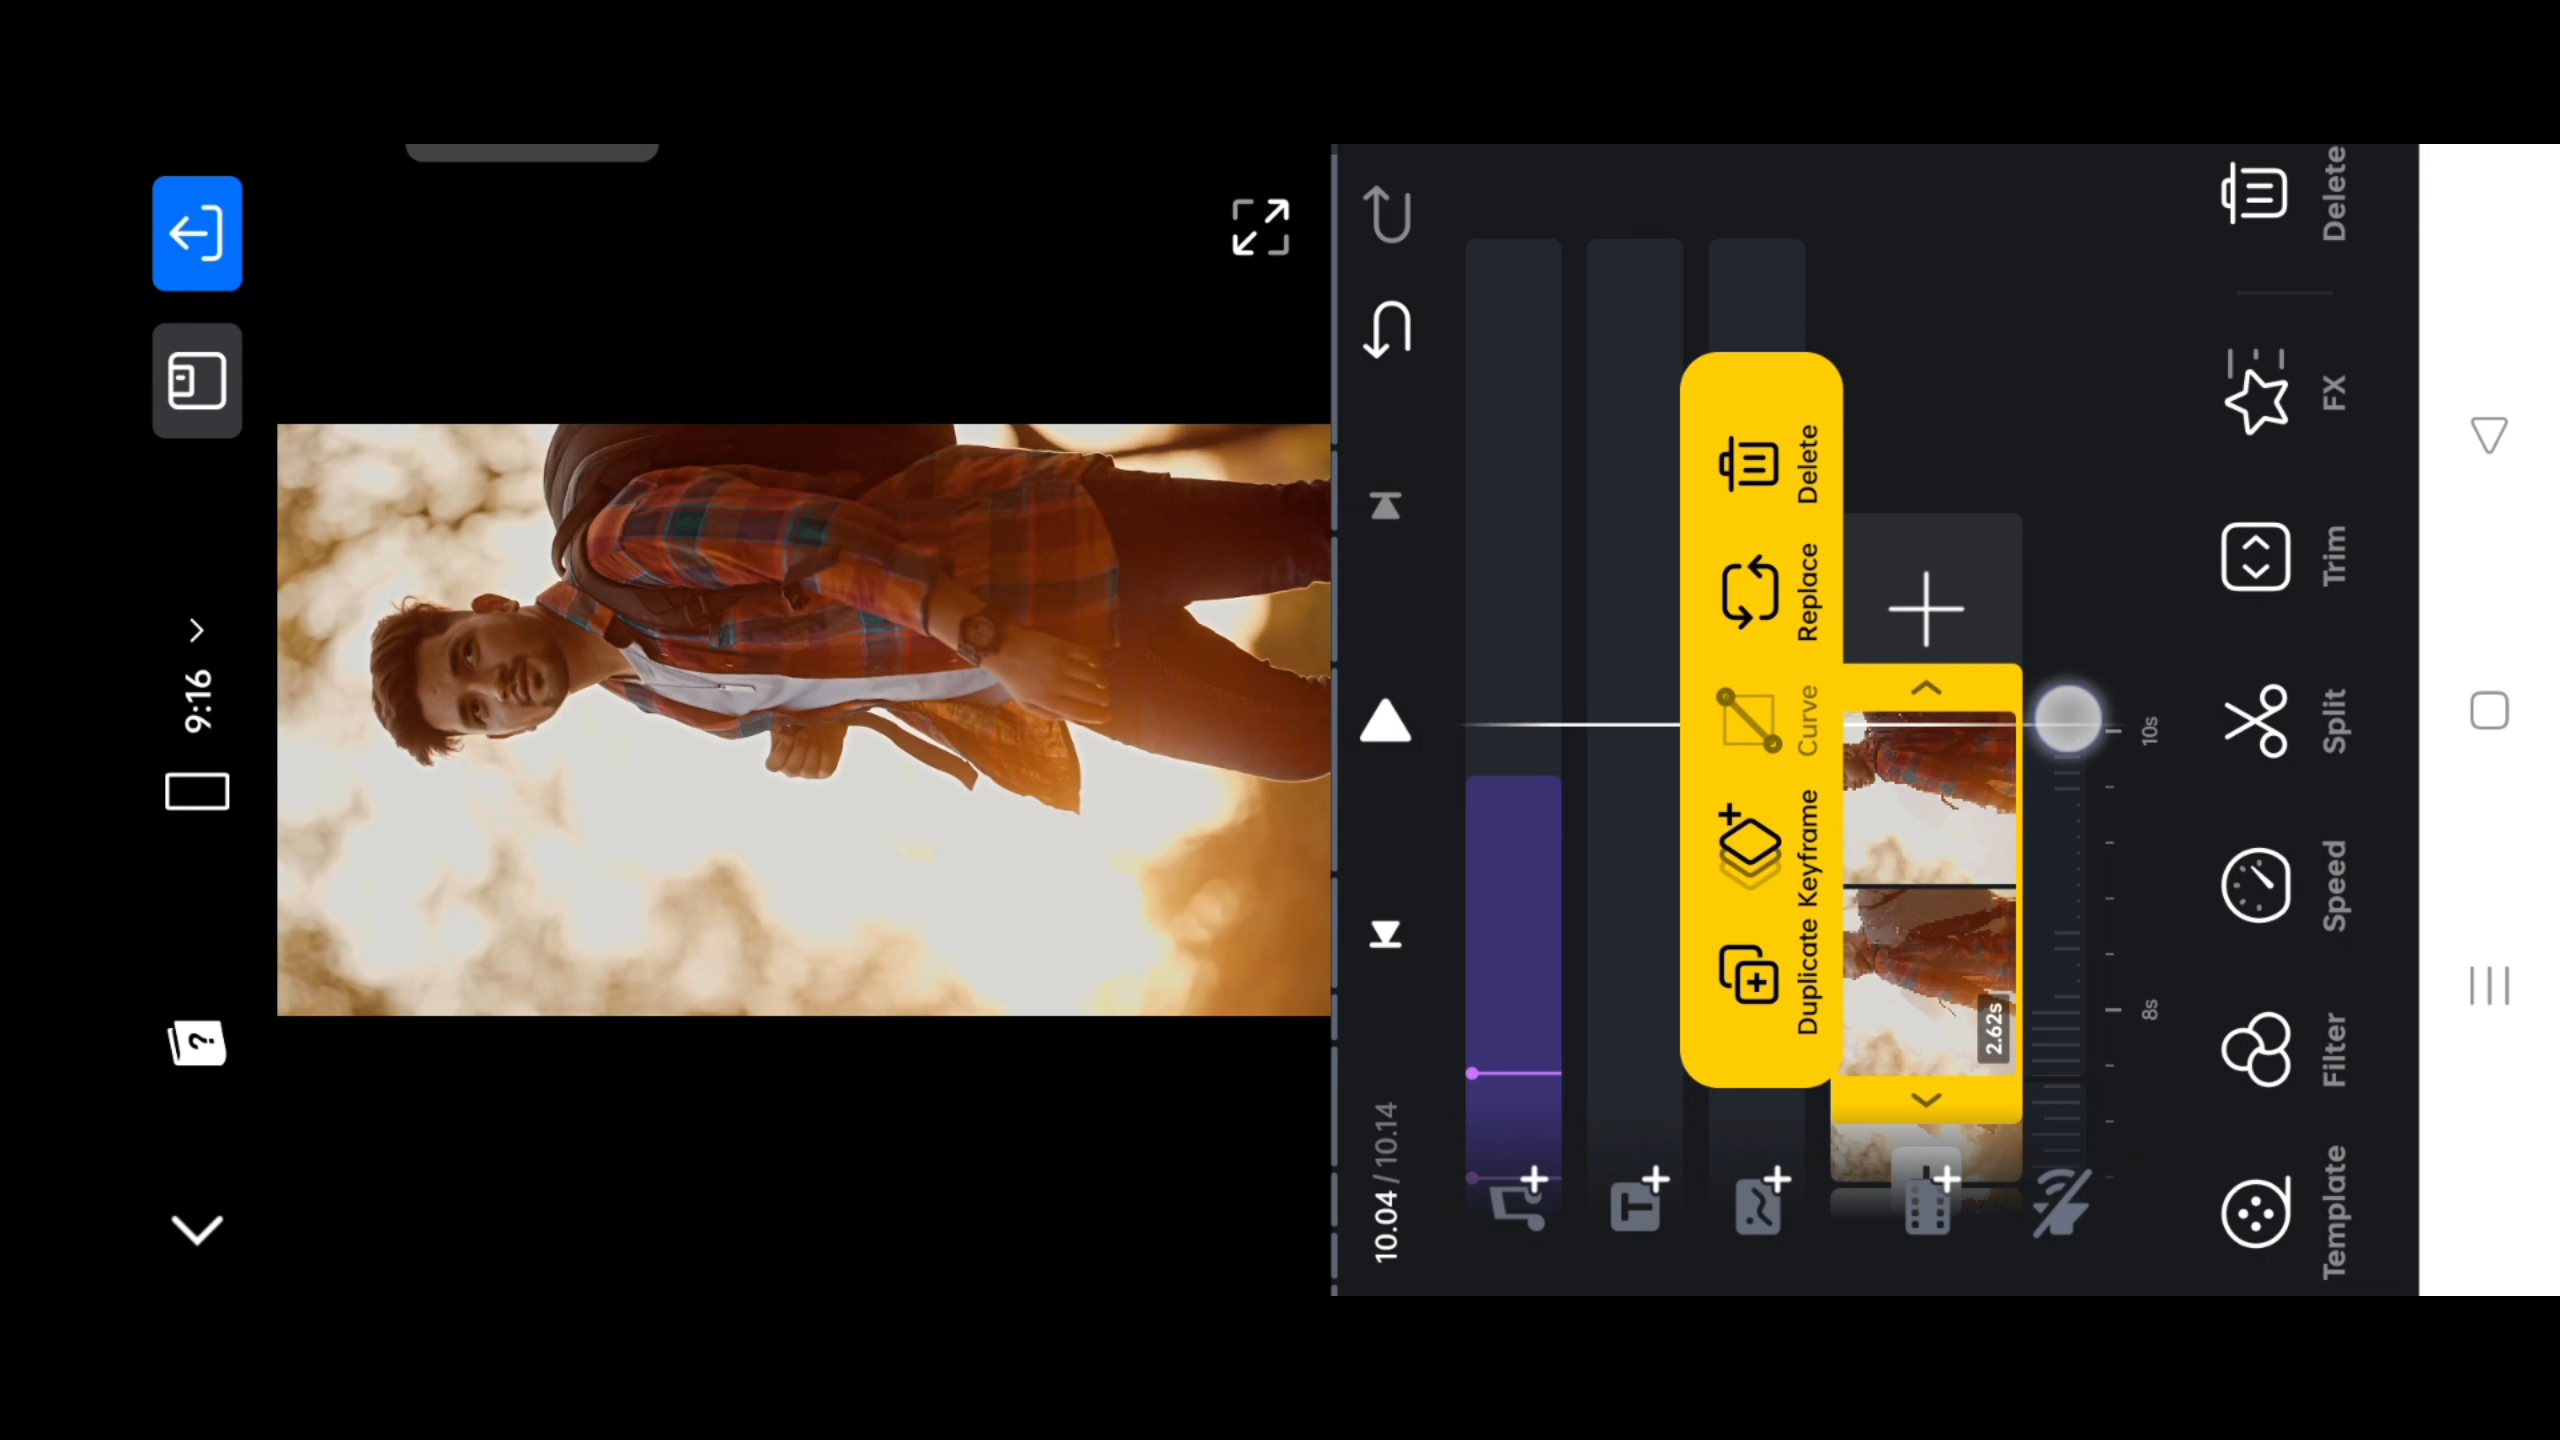 9:16
?
10.04 / 10.14
Duplicate Keyframe Curve Replace Delete
T
2.62s
8s 10s
Template Filter Speed Split Trim FX Delete